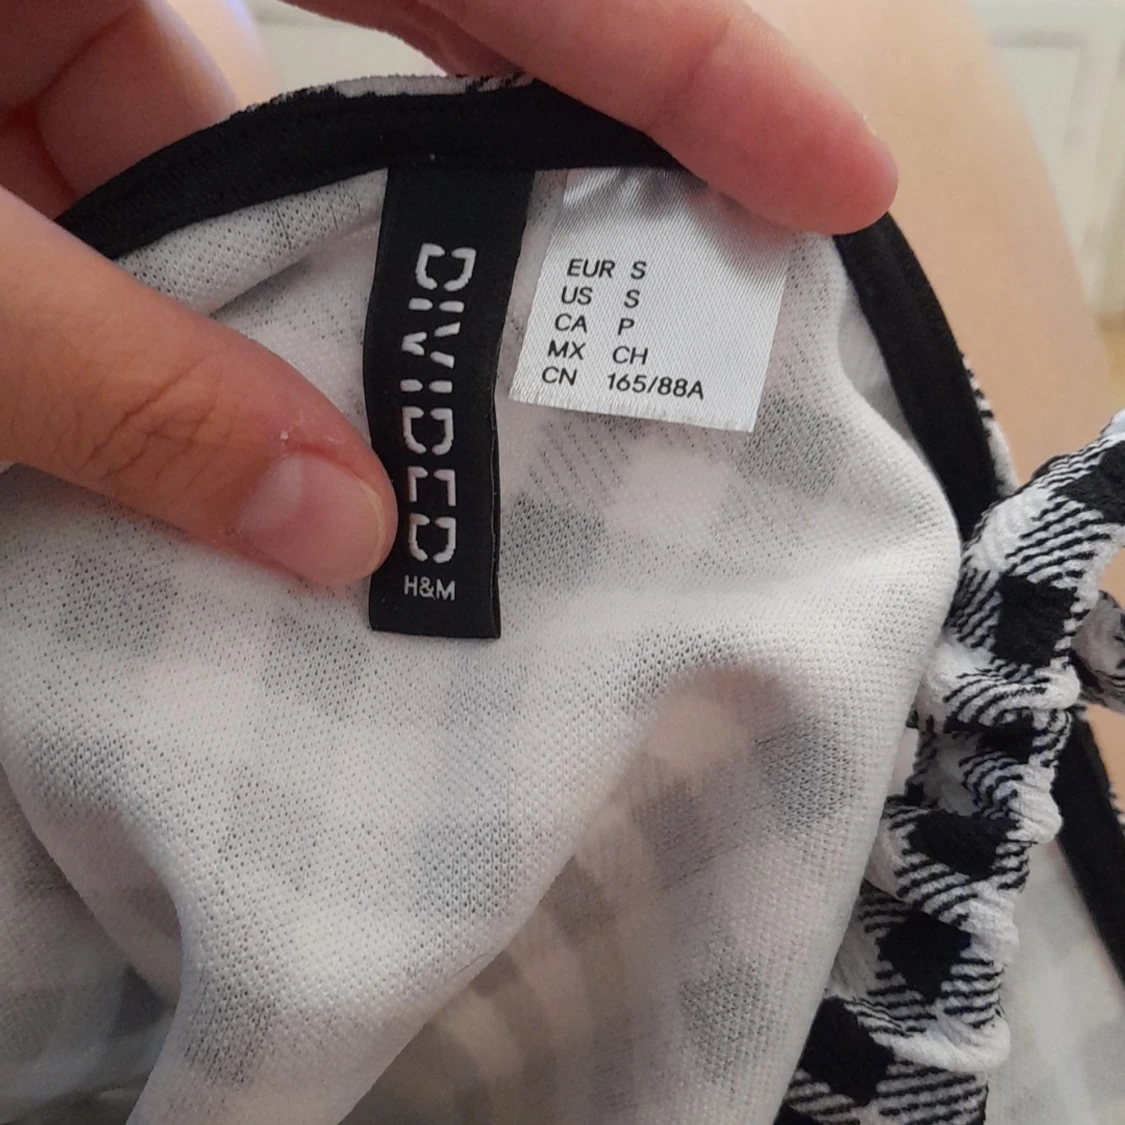 DIVIDED
H&M
EUR S
US S
CA P
MX CH
CN 165/88A